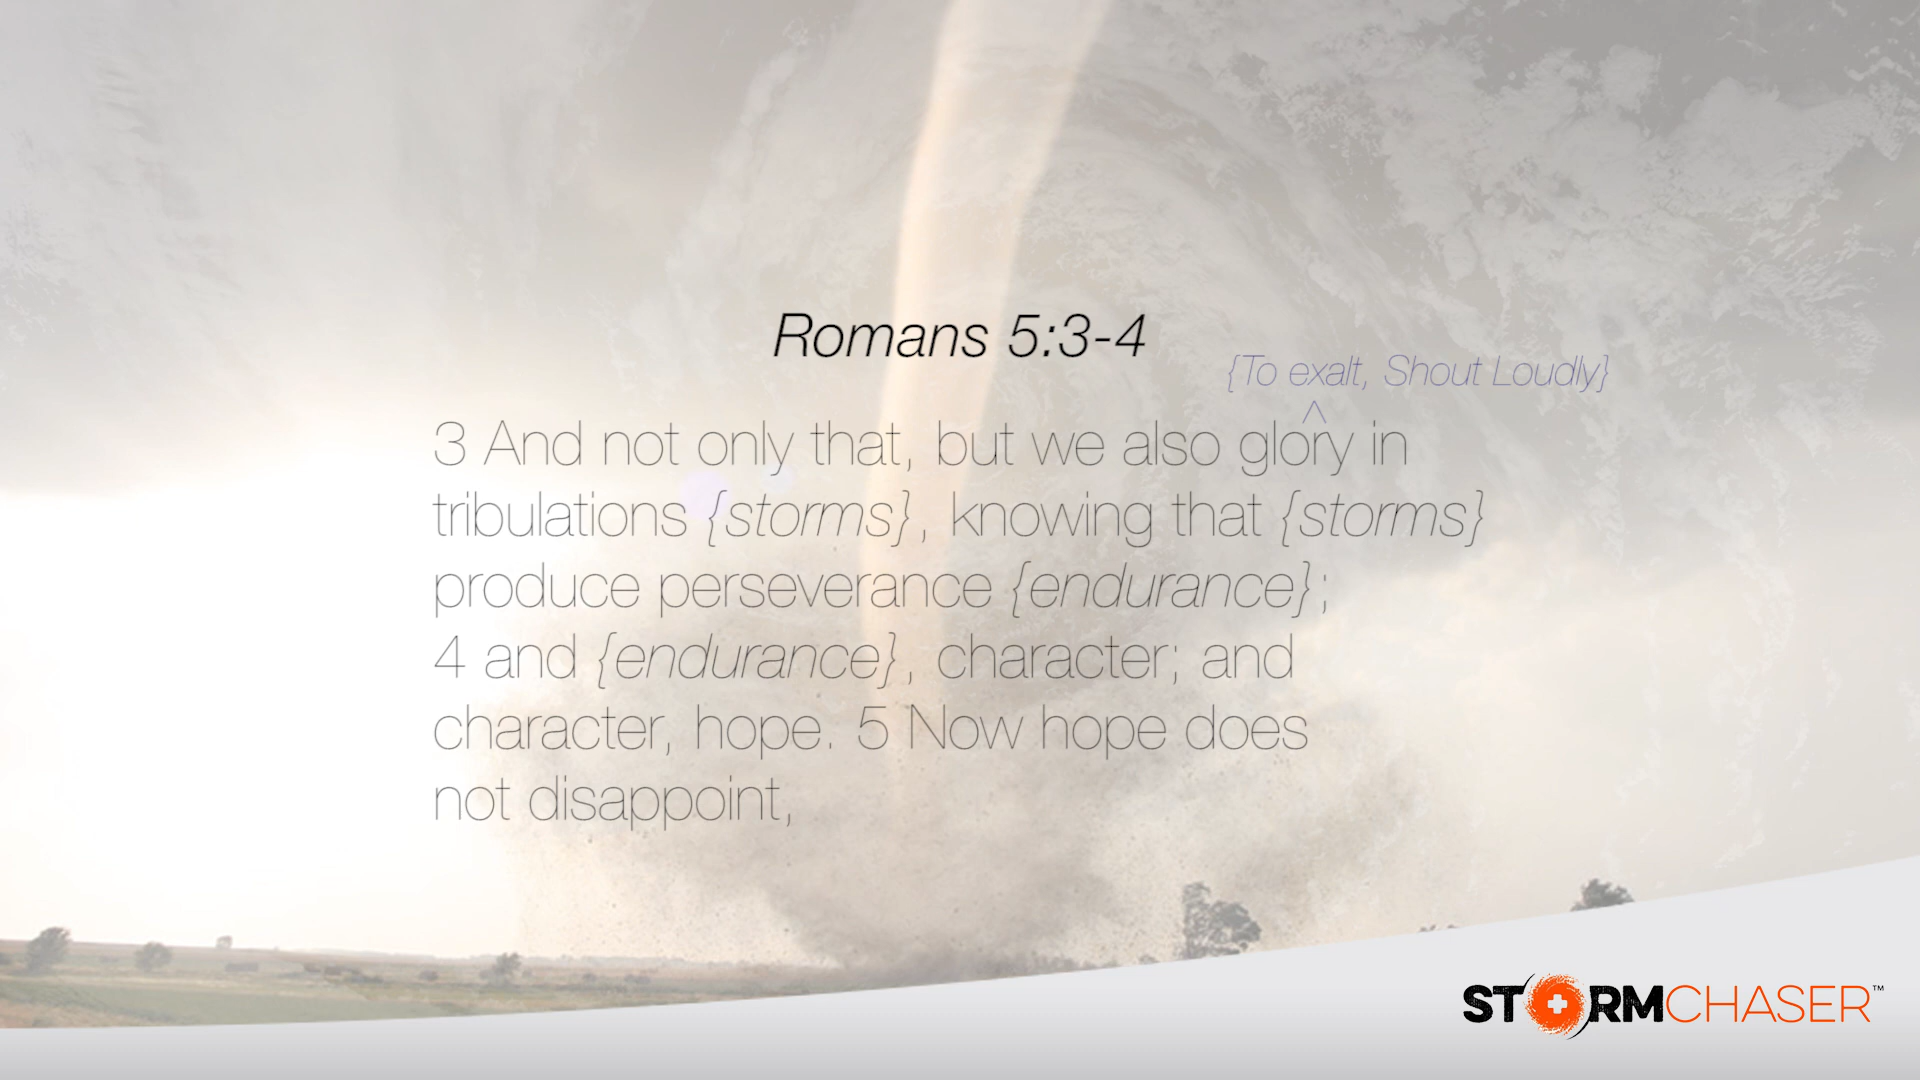 Romans 5:3-4
{To exalt, Shout Loudly}
^
3 And not only that, but we also glory in
tribulations {storms}, knowing that {storms}
produce perseverance {endurance};
4 and {endurance}, character; and
character, hope. 5 Now hope does
not disappoint,
STORMCHASER™